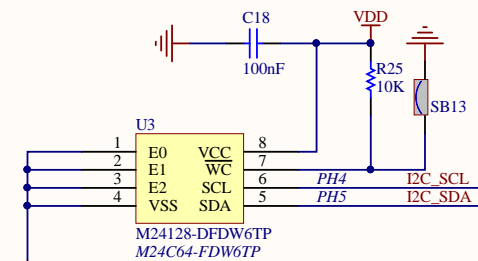 C18
VDD
100nF
R25
10K
SB13
U3
1 E0 VCC 8
2 E1 WC 7
3 E2 SCL 6 PH4 I2C_SCL
4 VSS SDA 5 PH5 I2C_SDA
M24128-DFDW6TP
M24C64-FDW6TP